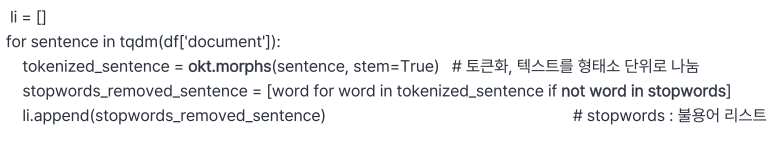 li = []
for sentence in tqdm(df['document']):
tokenized_sentence = okt.morphs(sentence, stem=True) # 토큰화, 텍스트를 형태소 단위로 나눔
stopwords_removed_sentence = [word for word in tokenized_sentence if not word in stopwords]
li.append(stopwords_removed_sentence) # stopwords : 불용어 리스트